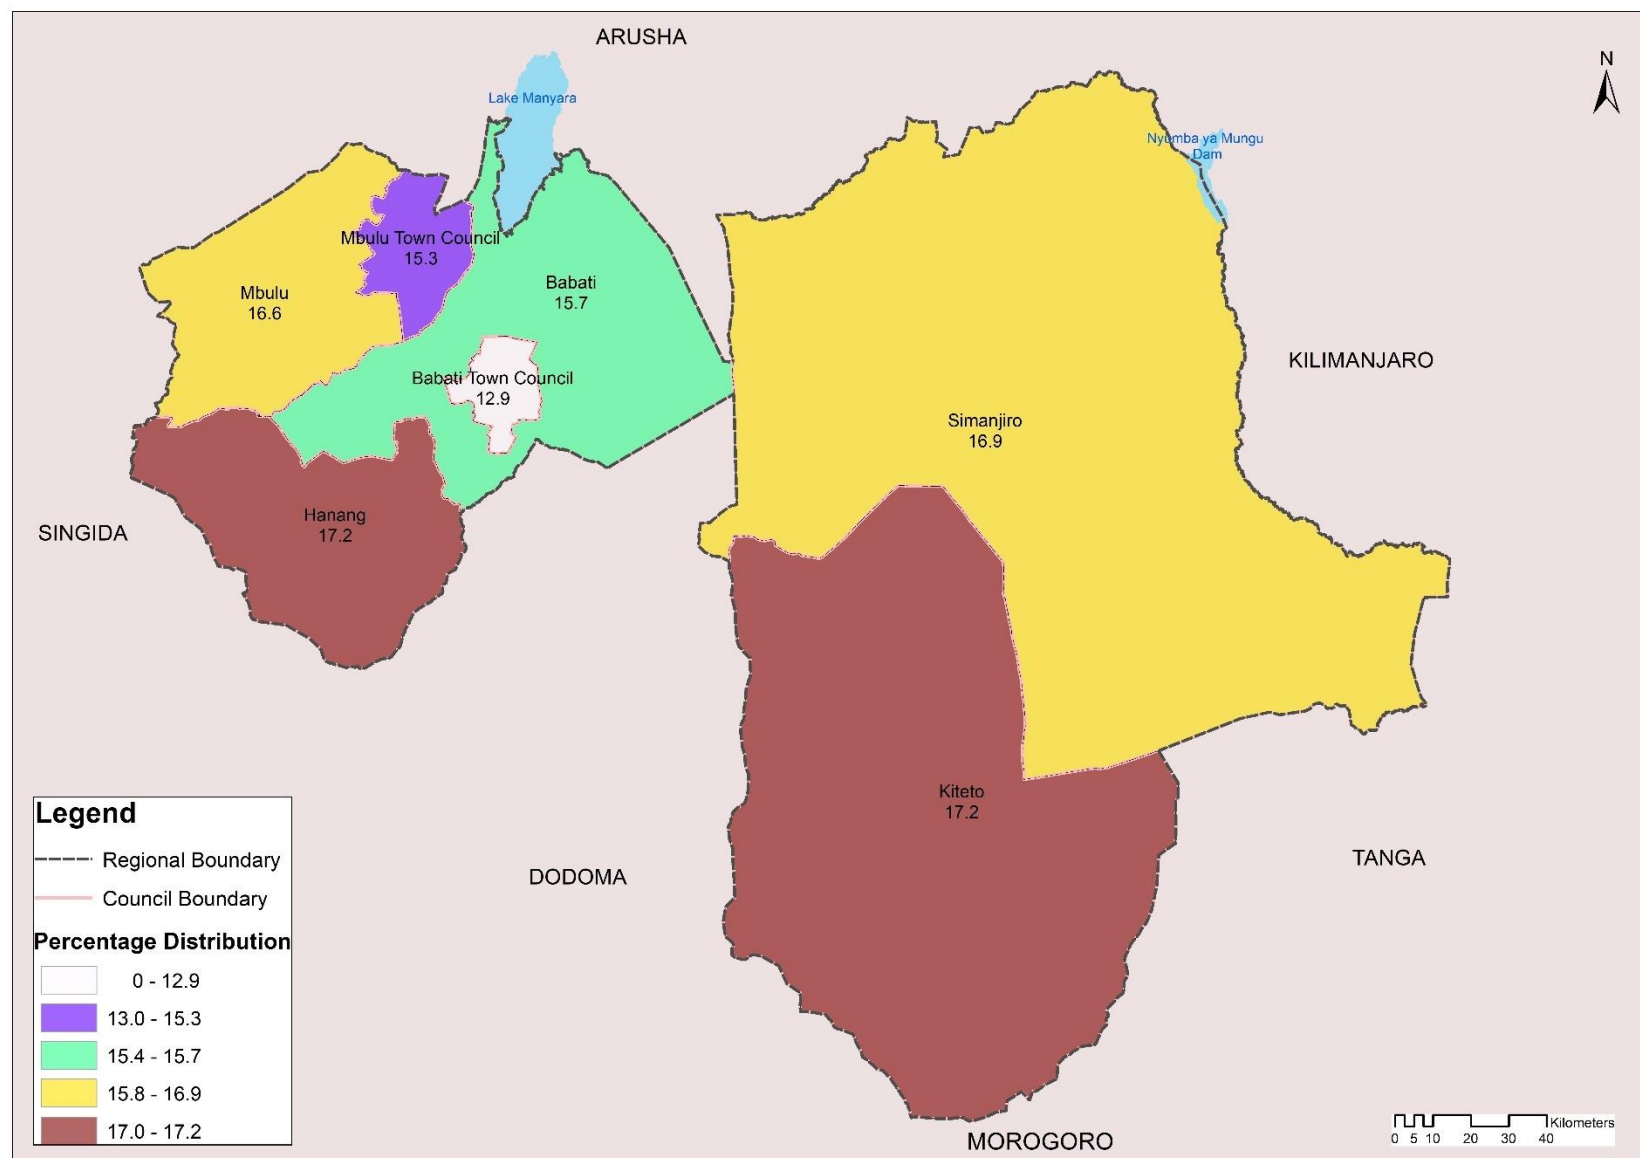 ARUSHA
N
Lake Manyara
Nyumba ya Mungu
Dam
Mbulu Town Council
15.3
Mbulu
16.6
Babati
15.7
KILIMANJARO
Babati Town Council
12.9
Simanjiro
16.9
Hanang
17.2
SINGIDA
Kiteto
17.2
TANGA
DODOMA
MOROGORO
Legend
Regional Boundary
Council Boundary
Percentage Distribution
0 - 12.9
13.0 - 15.3
15.4 - 15.7
15.8 - 16.9
17.0 - 17.2
Kilometers
0 5 10 20 30 40